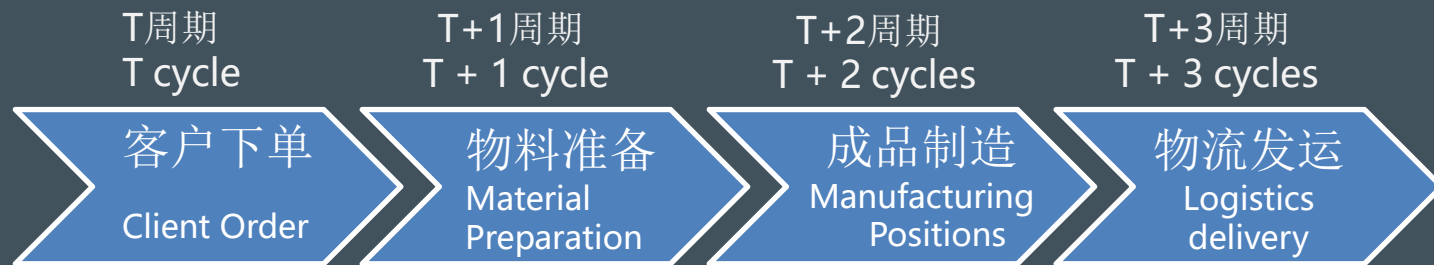 T周期
T cycle
T+1周期
T + 1 cycle
T+2周期
T + 2 cycles
T+3周期
T + 3 cycles
客户下单
Client Order
物料准备
Material
Preparation
成品制造
Manufacturing
Positions
物流发运
Logistics
delivery